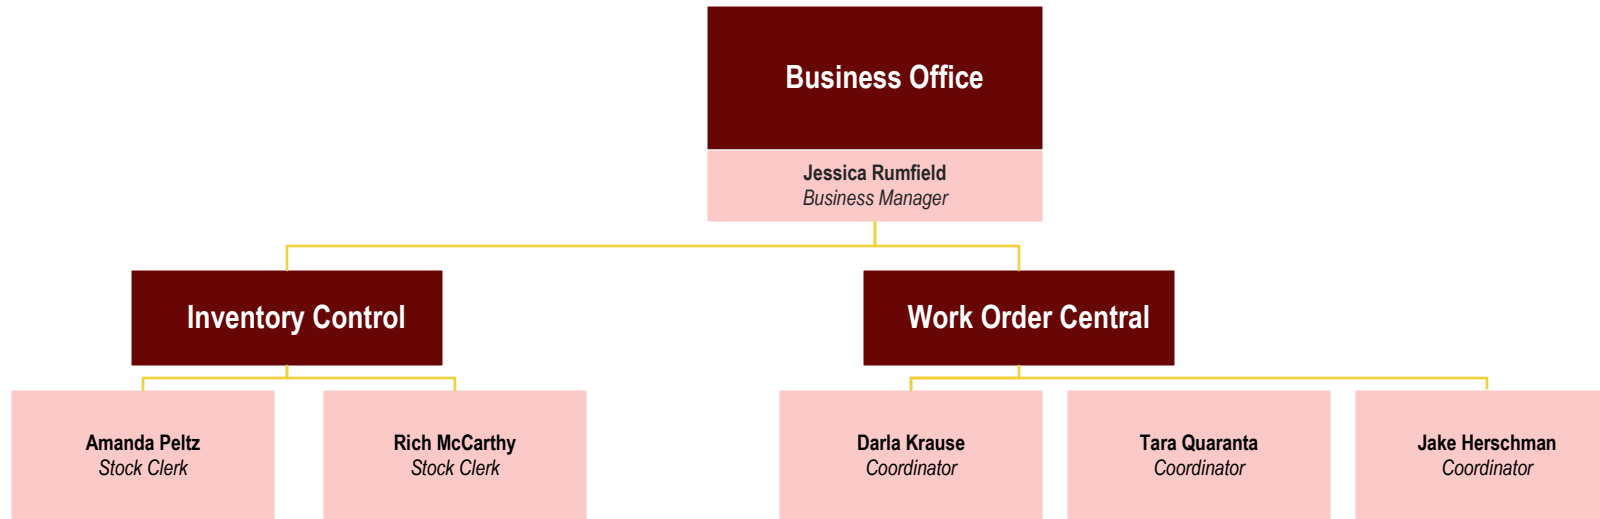 Business Office
Jessica Rumfield
Business Manager
Inventory Control
Work Order Central
Amanda Peltz
Stock Clerk
Rich McCarthy
Stock Clerk
Darla Krause
Coordinator
Tara Quaranta
Coordinator
Jake Herschman
Coordinator